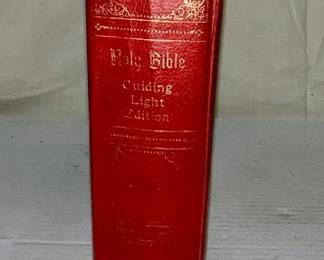 Holy Bible
Guiding
Light
Edition